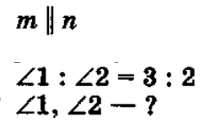 m ∥ n
∠1 : ∠2 = 3 : 2
∠1, ∠2 — ?